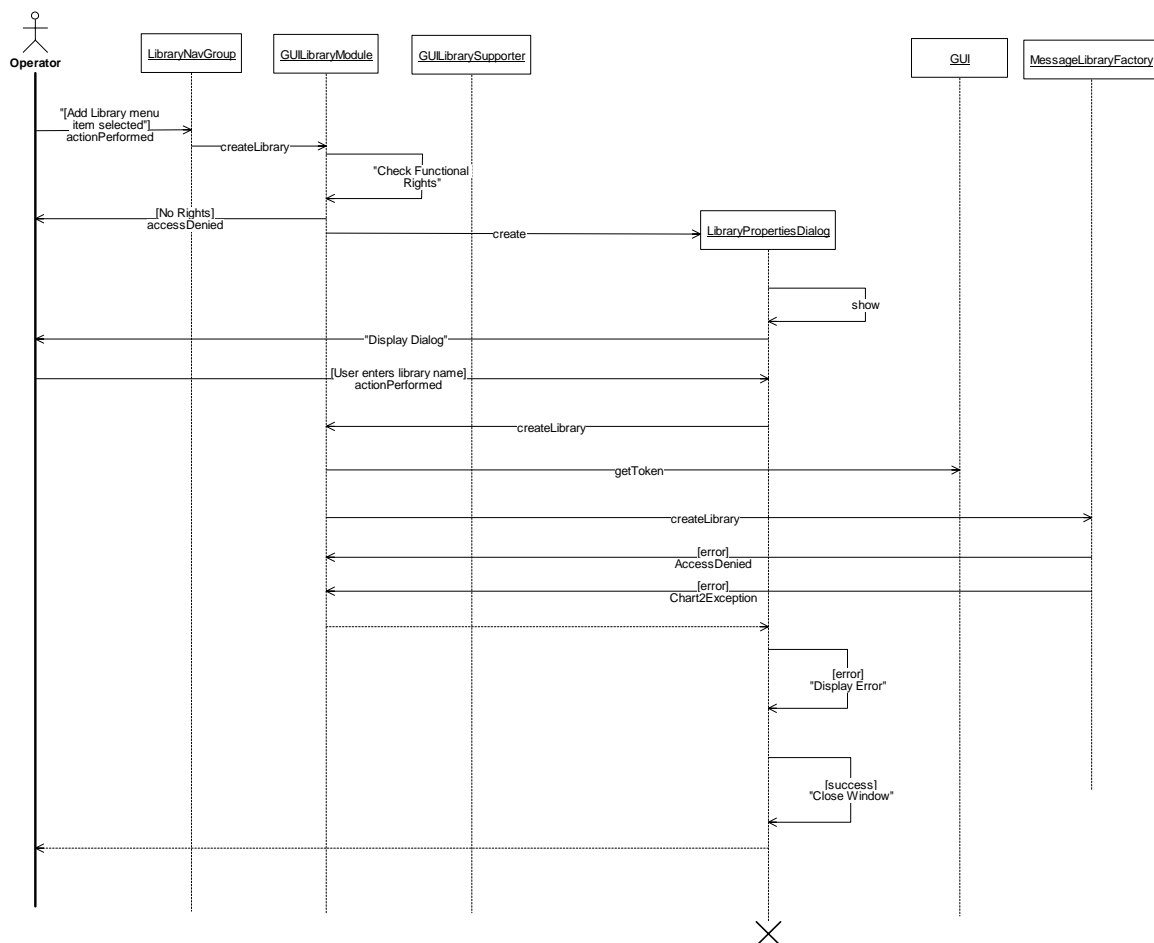 Operator
LibraryNavGroup
GUILibraryModule
GUILibrarySupporter
GUI
MessageLibraryFactory
"[Add Library menu
item selected"]
actionPerformed
createLibrary
"Check Functional
Rights"
[No Rights]
accessDenied
create
LibraryPropertiesDialog
show
"Display Dialog"
[User enters library name]
actionPerformed
createLibrary
getToken
createLibrary
[error]
AccessDenied
[error]
Chart2Exception
[error]
"Display Error"
[success]
"Close Window"